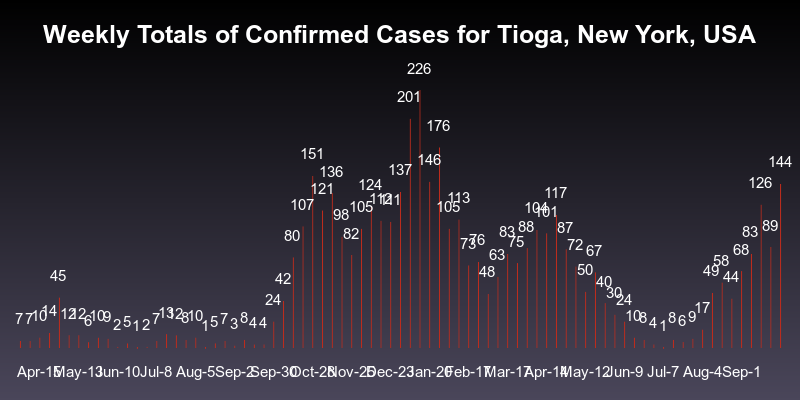 Weekly Totals of Confirmed Cases for Tioga, New York, USA
7 7 10 14 45 12 12 6 10 9 2 5 1 2 7 13 12 8 10 1 5 7 3 8 4 4 24 42 80 107 151 121 136 98 82 105 124 112 111 137 201 226 146 176 105 113 73 76 48 63 83 75 88 104 101 117 87 72 50 67 40 30 24 10 8 4 1 8 6 9 17 49 58 44 68 83 126 89 144
Apr-15 May-13 Jun-10 Jul-8 Aug-5 Sep-2 Sep-30 Oct-28 Nov-25 Dec-23 Jan-20 Feb-17 Mar-17 Apr-14 May-12 Jun-9 Jul-7 Aug-4 Sep-1